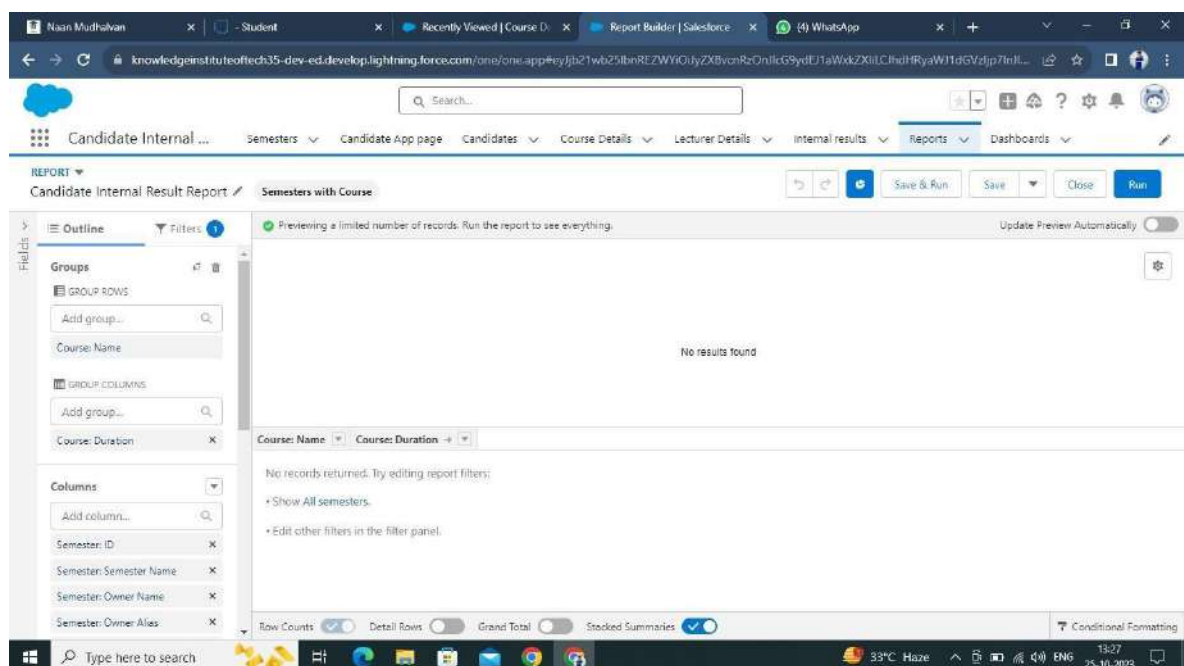 Naan Mudhalvan
- Student
Recently Viewed | Course D
Report Builder | Salesforce
(4) WhatsApp
Search...
Candidate Internal ...
Semesters
Candidate App page
Candidates
Course Details
Lecturer Details
Internal results
Reports
Dashboards
REPORT
Candidate Internal Result Report
Semesters with Course
Save & Run
Save
Close
Run
Fields
Outline
Filters 1
Previewing a limited number of records. Run the report to see everything.
Update Preview Automatically
Groups
GROUP ROWS
Add group...
Course: Name
GROUP COLUMNS
Add group...
Course: Duration
No results found
Course: Name
Course: Duration
No records returned. Try editing report filters:
• Show All semesters.
• Edit other filters in the filter panel.
Columns
Add column...
Semester: ID
Semester: Semester Name
Semester: Owner Name
Semester: Owner Alias
Row Counts
Detail Rows
Grand Total
Stacked Summaries
Conditional Formatting
Type here to search
33°C Haze
ENG
13:27
25-10-2023